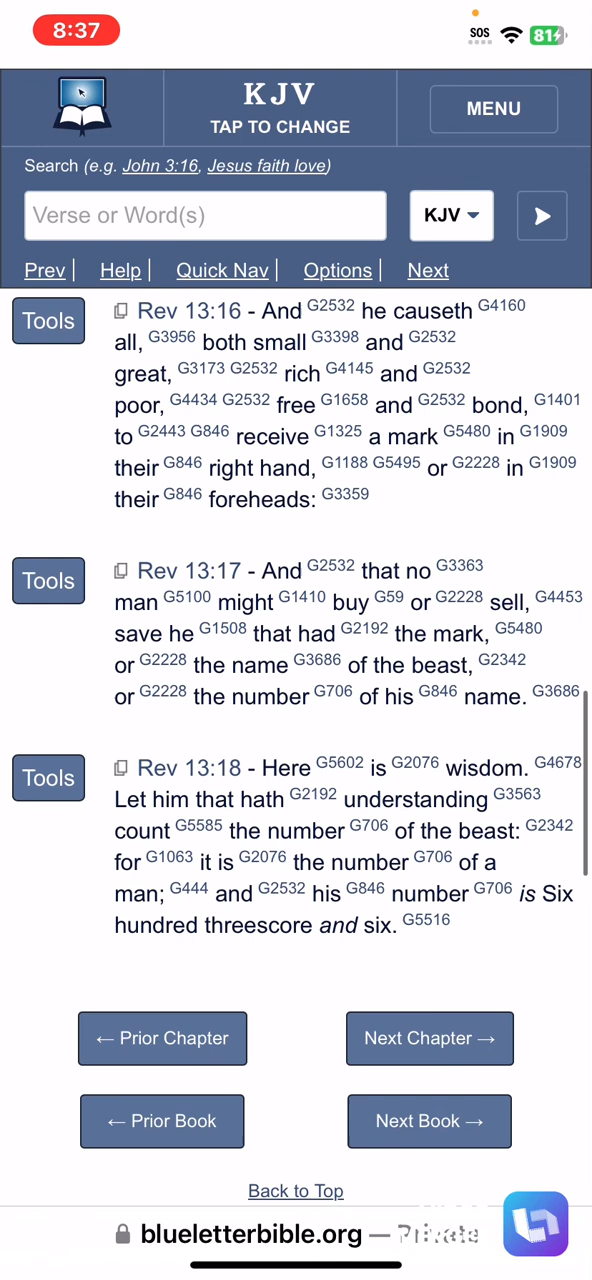 8:37
SOS
81
KJV
TAP TO CHANGE
MENU
Search (e.g. John 3:16, Jesus faith love)
Verse or Word(s)
KJV
Prev | Help | Quick Nav | Options | Next
Tools
Rev 13:16 - And G2532 he causeth G4160
all, G3956 both small G3398 and G2532
great, G3173 G2532 rich G4145 and G2532
poor, G4434 G2532 free G1658 and G2532 bond, G1401
to G2443 G846 receive G1325 a mark G5480 in G1909
their G846 right hand, G1188 G5495 or G2228 in G1909
their G846 foreheads: G3359
Tools
Rev 13:17 - And G2532 that no G3363
man G5100 might G1410 buy G59 or G2228 sell, G4453
save he G1508 that had G2192 the mark, G5480
or G2228 the name G3686 of the beast, G2342
or G2228 the number G706 of his G846 name. G3686
Tools
Rev 13:18 - Here G5602 is G2076 wisdom. G4678
Let him that hath G2192 understanding G3563
count G5585 the number G706 of the beast: G2342
for G1063 it is G2076 the number G706 of a
man; G444 and G2532 his G846 number G706 is Six
hundred threescore and six. G5516
← Prior Chapter
Next Chapter →
← Prior Book
Next Book →
Back to Top
blueletterbible.org — Private